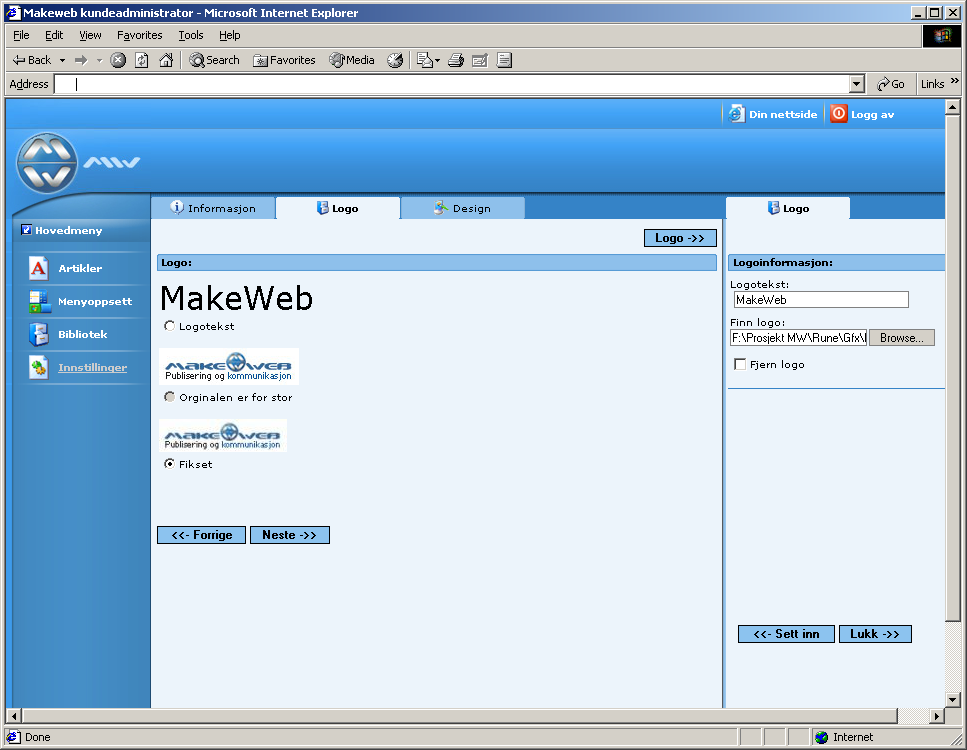 Makeweb kundeadministrator - Microsoft Internet Explorer
File Edit View Favorites Tools Help
Back Search Favorites Media
Address Go Links »
Din nettside Logg av
MW
Informasjon Logo Design Logo
Hovedmeny
Artikler
Menyoppsett
Bibliotek
Innstillinger
Logo ->>
Logo:
MakeWeb
Logotekst
MAKEWEB
Publisering og kommunikasjon
Orginalen er for stor
MAKEWEB
Publisering og kommunikasjon
Fikset
<<- Forrige Neste ->>
Logoinformasjon:
Logotekst:
MakeWeb
Finn logo:
F:\Prosjekt MW\Rune\Gfx\ Browse...
Fjern logo
<<- Sett inn Lukk ->>
Done Internet